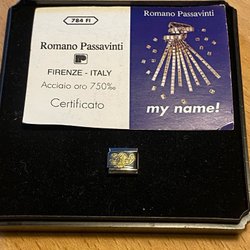 784 FI
Romano Passavinti
FIRENZE - ITALY
Acciaio oro 750‰
Certificato
Romano Passavinti
my name!